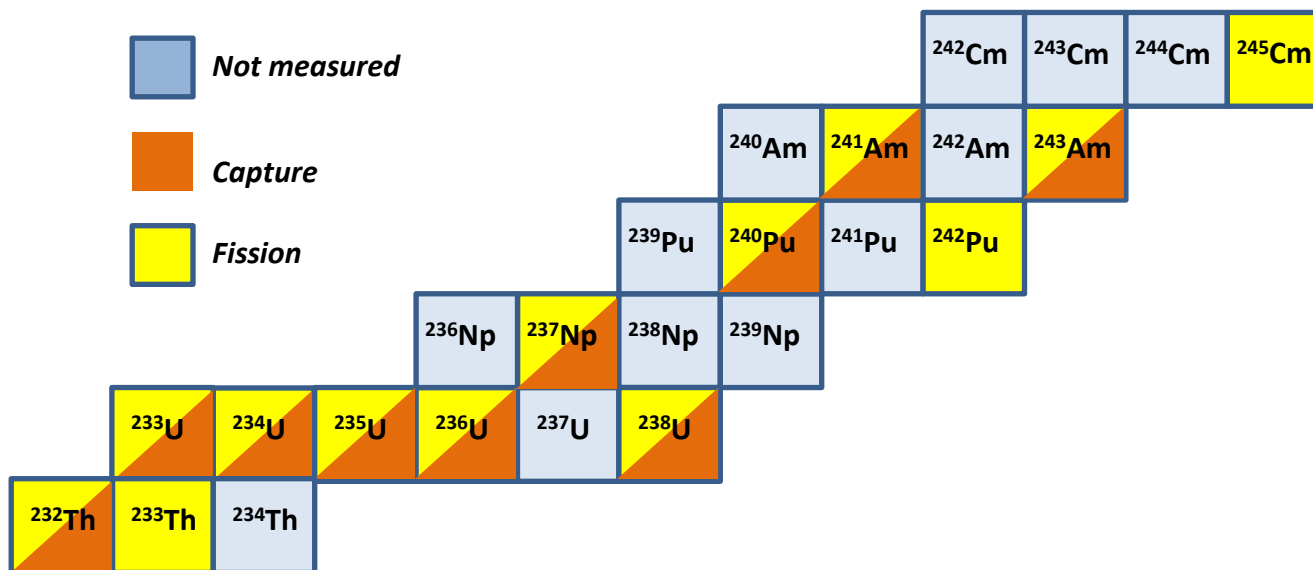 Not measured
Capture
Fission
²⁴²Cm ²⁴³Cm ²⁴⁴Cm ²⁴⁵Cm
²⁴⁰Am ²⁴¹Am ²⁴²Am ²⁴³Am
²³⁹Pu ²⁴⁰Pu ²⁴¹Pu ²⁴²Pu
²³⁶Np ²³⁷Np ²³⁸Np ²³⁹Np
²³³U ²³⁴U ²³⁵U ²³⁶U ²³⁷U ²³⁸U
²³²Th ²³³Th ²³⁴Th